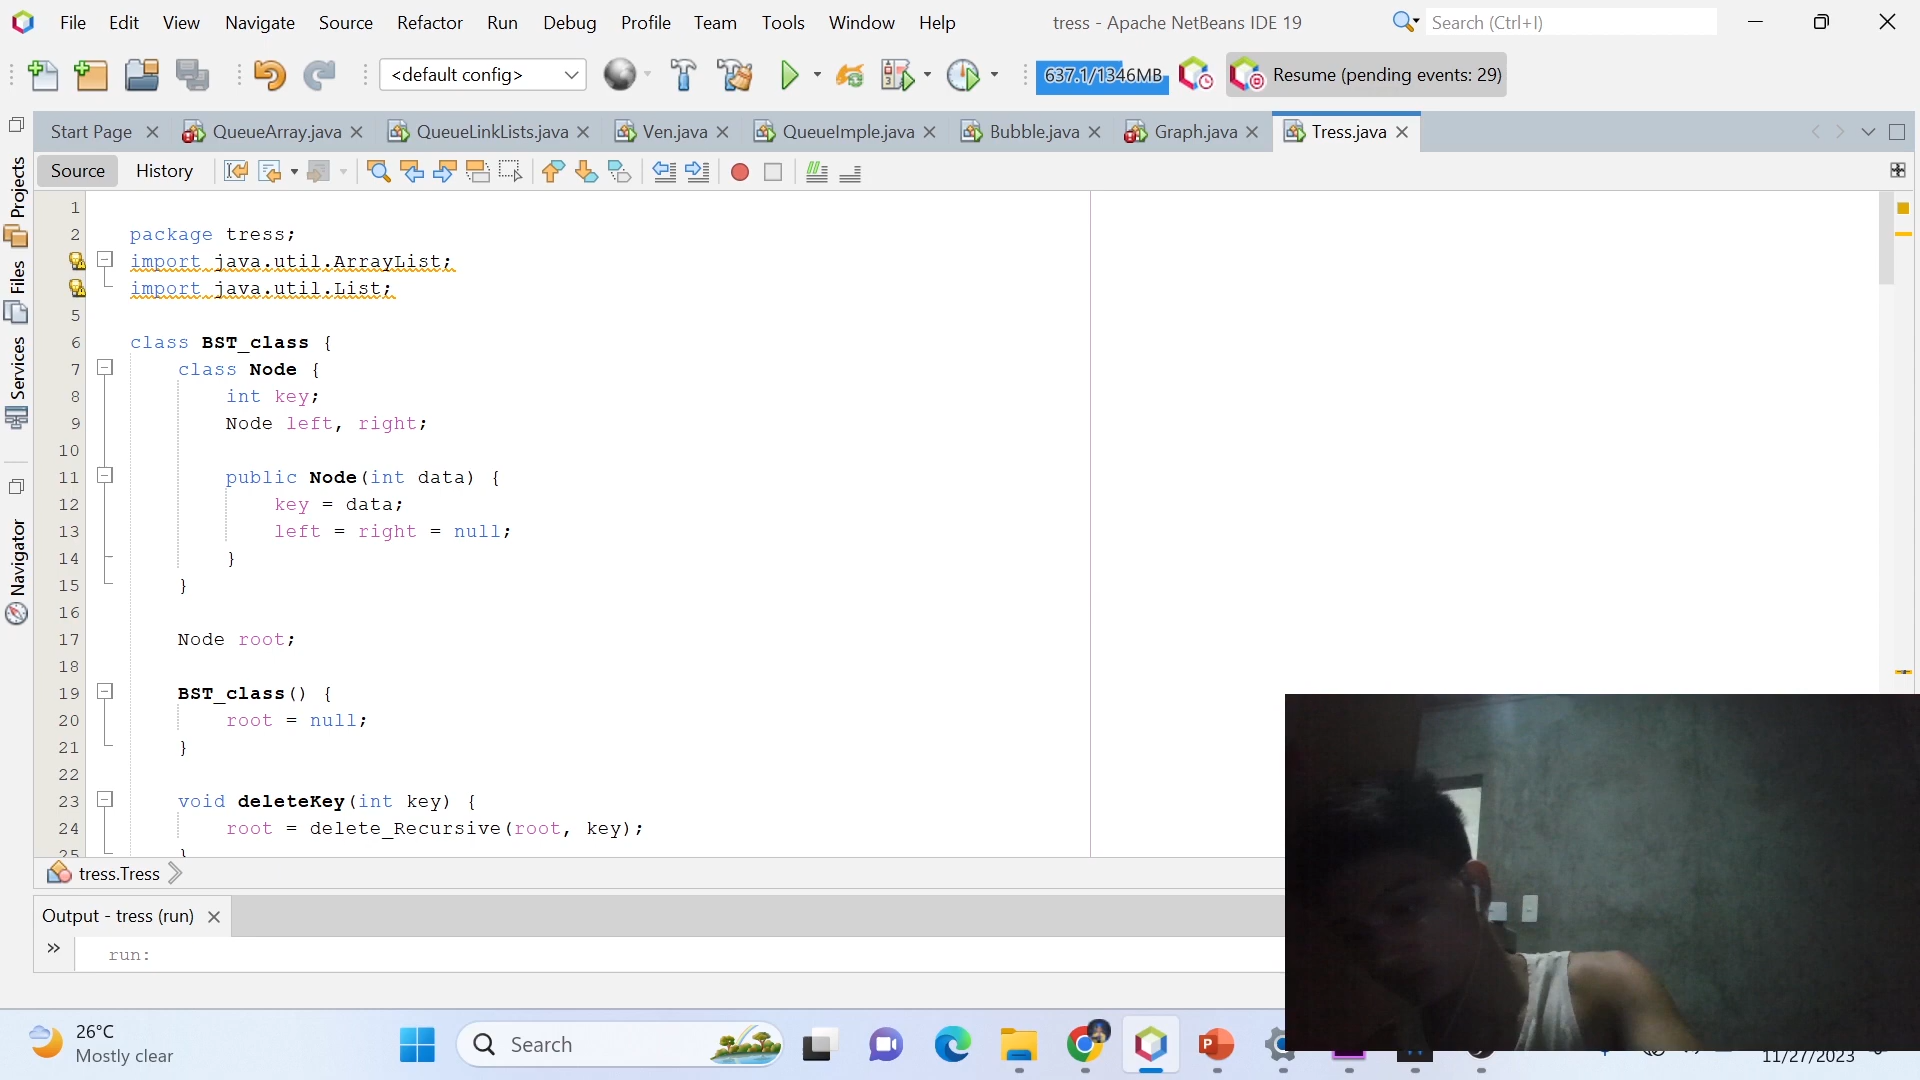 File Edit View Navigate Source Refactor Run Debug Profile Team Tools Window Help tress - Apache NetBeans IDE 19 Search (Ctrl+I)
<default config> 637.1/1346MB Resume (pending events: 29)
Start Page QueueArray.java QueueLinkLists.java Ven.java QueueImple.java Bubble.java Graph.java Tress.java
Source History
Projects
Files
Services
Navigator
1
2 package tress;
import java.util.ArrayList;
import java.util.List;
5
6 class BST_class {
7 class Node {
8 int key;
9 Node left, right;
10
11 public Node(int data) {
12 key = data;
13 left = right = null;
14 }
15 }
16
17 Node root;
18
19 BST_class() {
20 root = null;
21 }
22
23 void deleteKey(int key) {
24 root = delete_Recursive(root, key);
25 }
tress.Tress
Output - tress (run)
run:
26°C
Mostly clear
Search
11/27/2023